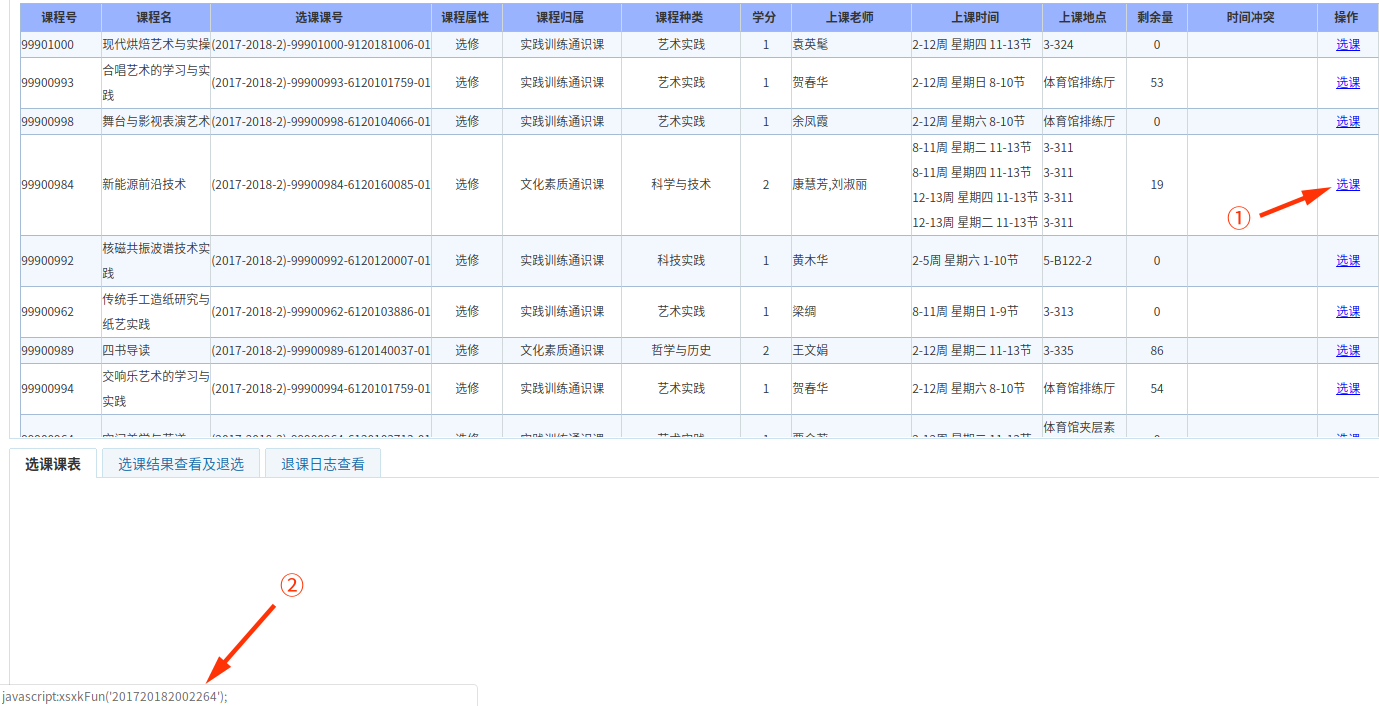 课程号 课程名 选课课号 课程属性 课程归属 课程种类 学分 上课老师 上课时间 上课地点 剩余量 时间冲突 操作
99901000 现代烘焙艺术与实操 (2017-2018-2)-99901000-9120181006-01 选修 实践训练通识课 艺术实践 1 袁英髦 2-12周 星期四 11-13节 3-324 0 选课
合唱艺术的学习与实
99900993 (2017-2018-2)-99900993-6120101759-01 选修 实践训练通识课 艺术实践 1 贺春华 2-12周 星期日 8-10节 体育馆排练厅 53 选课
践
99900998 舞台与影视表演艺术 (2017-2018-2)-99900998-6120104066-01 选修 实践训练通识课 艺术实践 1 余凤霞 2-12周 星期六 8-10节 体育馆排练厅 0 选课
8-11周 星期二 11-13节 3-311
8-11周 星期四 11-13节 3-311
99900984 新能源前沿技术 (2017-2018-2)-99900984-6120160085-01 选修 文化素质通识课 科学与技术 2 康慧芳,刘淑丽 19 选课
12-13周 星期四 11-13节 3-311
12-13周 星期二 11-13节 3-311
①
核磁共振波谱技术实
99900992 (2017-2018-2)-99900992-6120120007-01 选修 实践训练通识课 科技实践 1 黄木华 2-5周 星期六 1-10节 5-B122-2 0 选课
践
传统手工造纸研究与
99900962 (2017-2018-2)-99900962-6120103886-01 选修 实践训练通识课 艺术实践 1 梁绸 8-11周 星期日 1-9节 3-313 0 选课
纸艺实践
99900989 四书导读 (2017-2018-2)-99900989-6120140037-01 选修 文化素质通识课 哲学与历史 2 王文娟 2-12周 星期二 11-13节 3-335 86 选课
交响乐艺术的学习与
99900994 (2017-2018-2)-99900994-6120101759-01 选修 实践训练通识课 艺术实践 1 贺春华 2-12周 星期六 8-10节 体育馆排练厅 54 选课
实践
体育馆夹层素
选课课表 选课结果查看及退选 退课日志查看
②
javascript:xsxkFun('201720182002264');